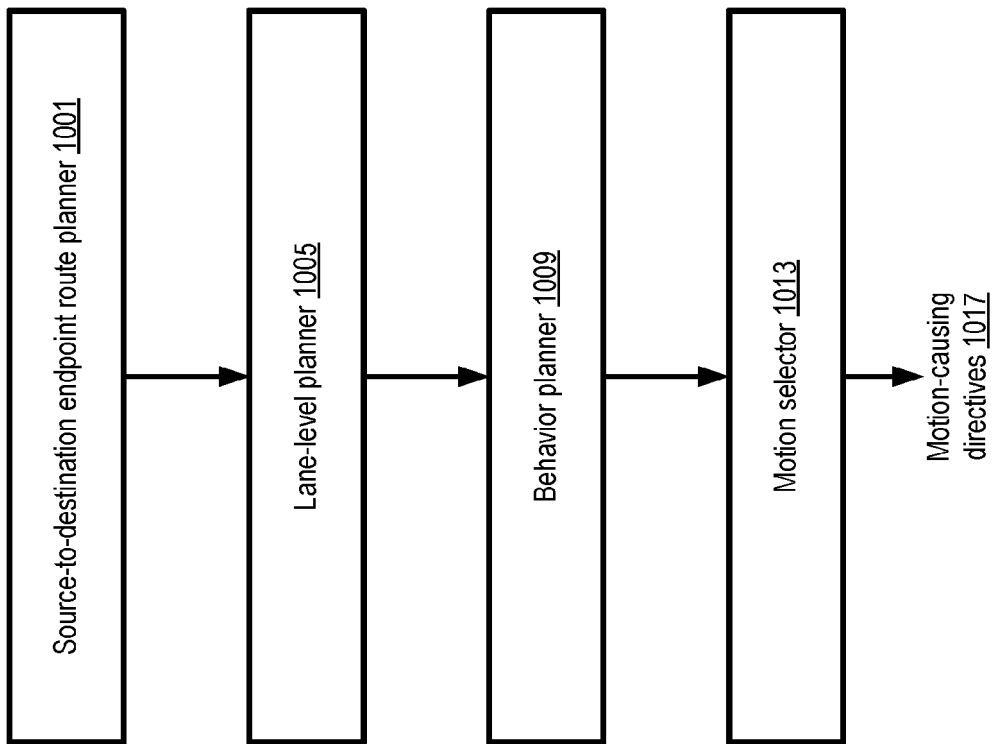 Source-to-destination endpoint route planner 1001
Lane-level planner 1005
Behavior planner 1009
Motion selector 1013
Motion-causing
directives 1017